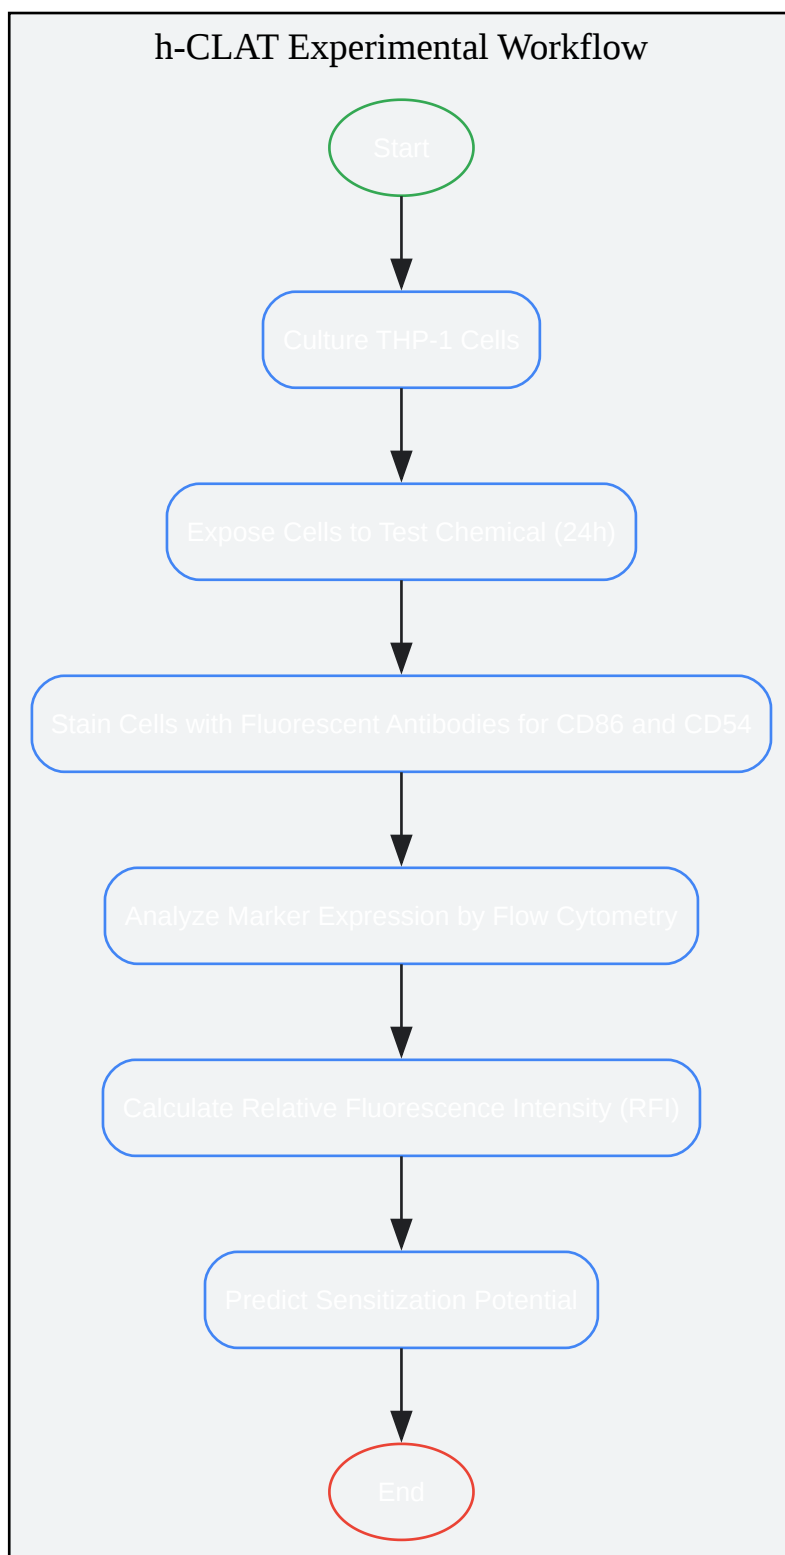 h-CLAT Experimental Workflow
Start
Culture THP-1 Cells
Expose Cells to Test Chemical (24h)
Stain Cells with Fluorescent Antibodies for CD86 and CD54
Analyze Marker Expression by Flow Cytometry
Calculate Relative Fluorescence Intensity (RFI)
Predict Sensitization Potential
End